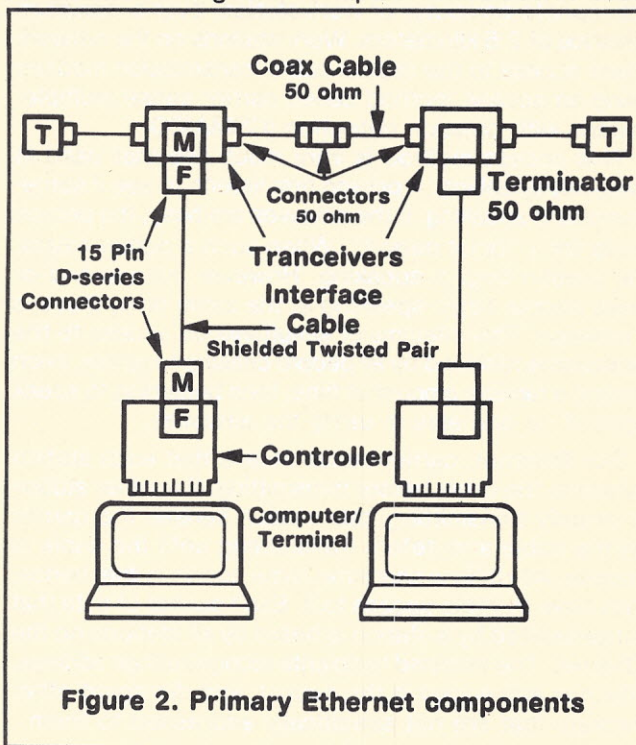 Coax Cable
50 ohm
T
M
F
T
Connectors
50 ohm
Terminator
50 ohm
15 Pin
D-series
Connectors
Tranceivers
Interface
Cable
Shielded Twisted Pair
M
F
Controller
Computer/
Terminal
Figure 2. Primary Ethernet components